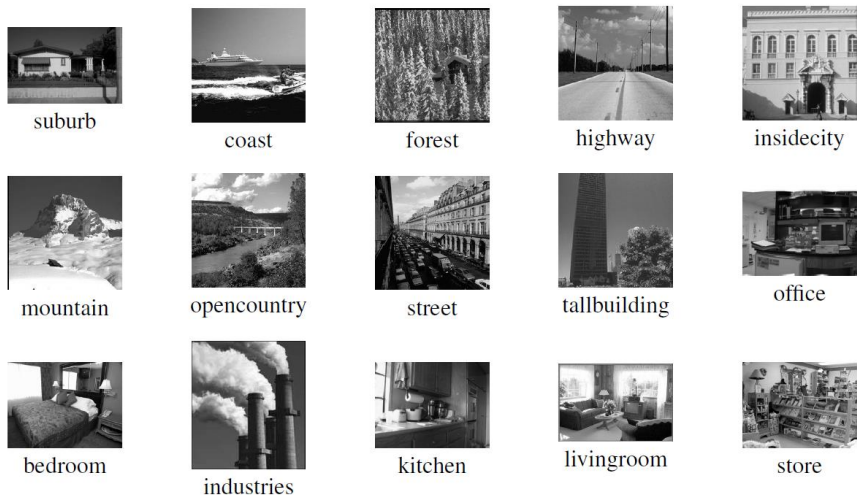 suburb
coast
forest
highway
insidecity
mountain
opencountry
street
tallbuilding
office
bedroom
industries
kitchen
livingroom
store